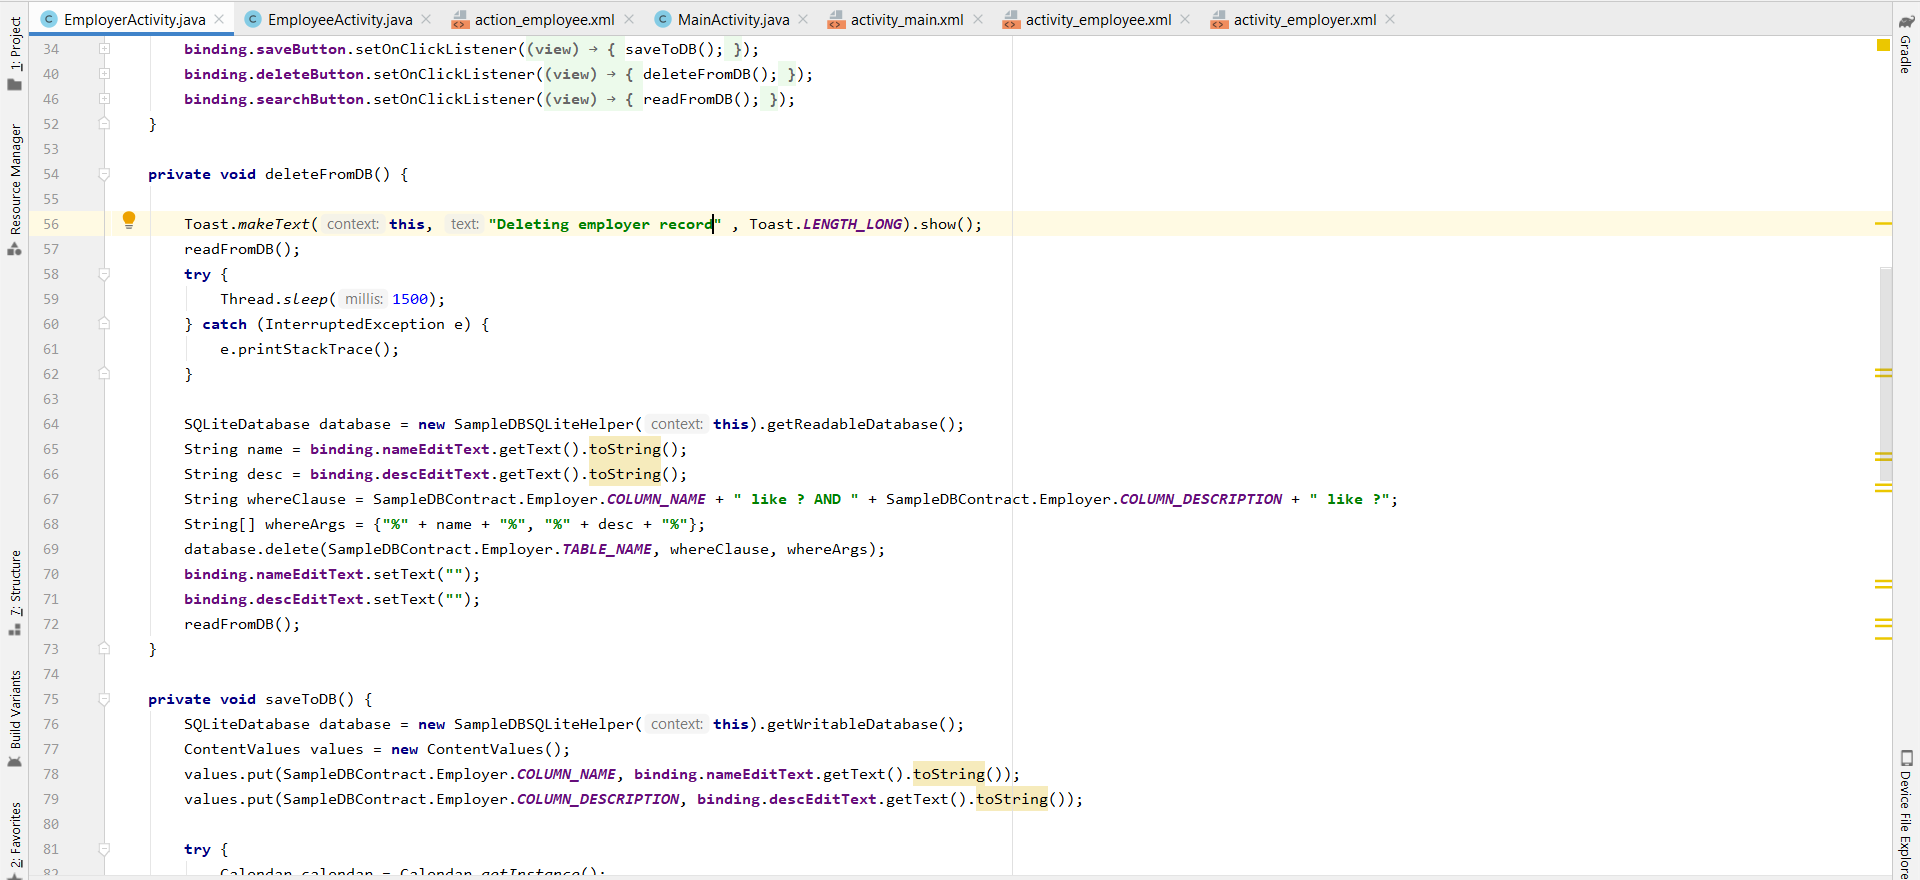 EmployerActivity.java EmployeeActivity.java action_employee.xml MainActivity.java activity_main.xml activity_employee.xml activity_employer.xml
1: Project
Resource Manager
7: Structure
Build Variants
2: Favorites
34 binding.saveButton.setOnClickListener((view) → { saveToDB(); });
40 binding.deleteButton.setOnClickListener((view) → { deleteFromDB(); });
46 binding.searchButton.setOnClickListener((view) → { readFromDB(); });
52 }
53
54 private void deleteFromDB() {
55
56 Toast.makeText( context: this, text: "Deleting employer record" , Toast.LENGTH_LONG).show();
57 readFromDB();
58 try {
59 Thread.sleep( millis: 1500);
60 } catch (InterruptedException e) {
61 e.printStackTrace();
62 }
63
64 SQLiteDatabase database = new SampleDBSQLiteHelper( context: this).getReadableDatabase();
65 String name = binding.nameEditText.getText().toString();
66 String desc = binding.descEditText.getText().toString();
67 String whereClause = SampleDBContract.Employer.COLUMN_NAME + " like ? AND " + SampleDBContract.Employer.COLUMN_DESCRIPTION + " like ?";
68 String[] whereArgs = {"%" + name + "%", "%" + desc + "%"};
69 database.delete(SampleDBContract.Employer.TABLE_NAME, whereClause, whereArgs);
70 binding.nameEditText.setText("");
71 binding.descEditText.setText("");
72 readFromDB();
73 }
74
75 private void saveToDB() {
76 SQLiteDatabase database = new SampleDBSQLiteHelper( context: this).getWritableDatabase();
77 ContentValues values = new ContentValues();
78 values.put(SampleDBContract.Employer.COLUMN_NAME, binding.nameEditText.getText().toString());
79 values.put(SampleDBContract.Employer.COLUMN_DESCRIPTION, binding.descEditText.getText().toString());
80
81 try {
82 Calendar calendar = Calendar.getInstance();
Gradle
Device File Explore